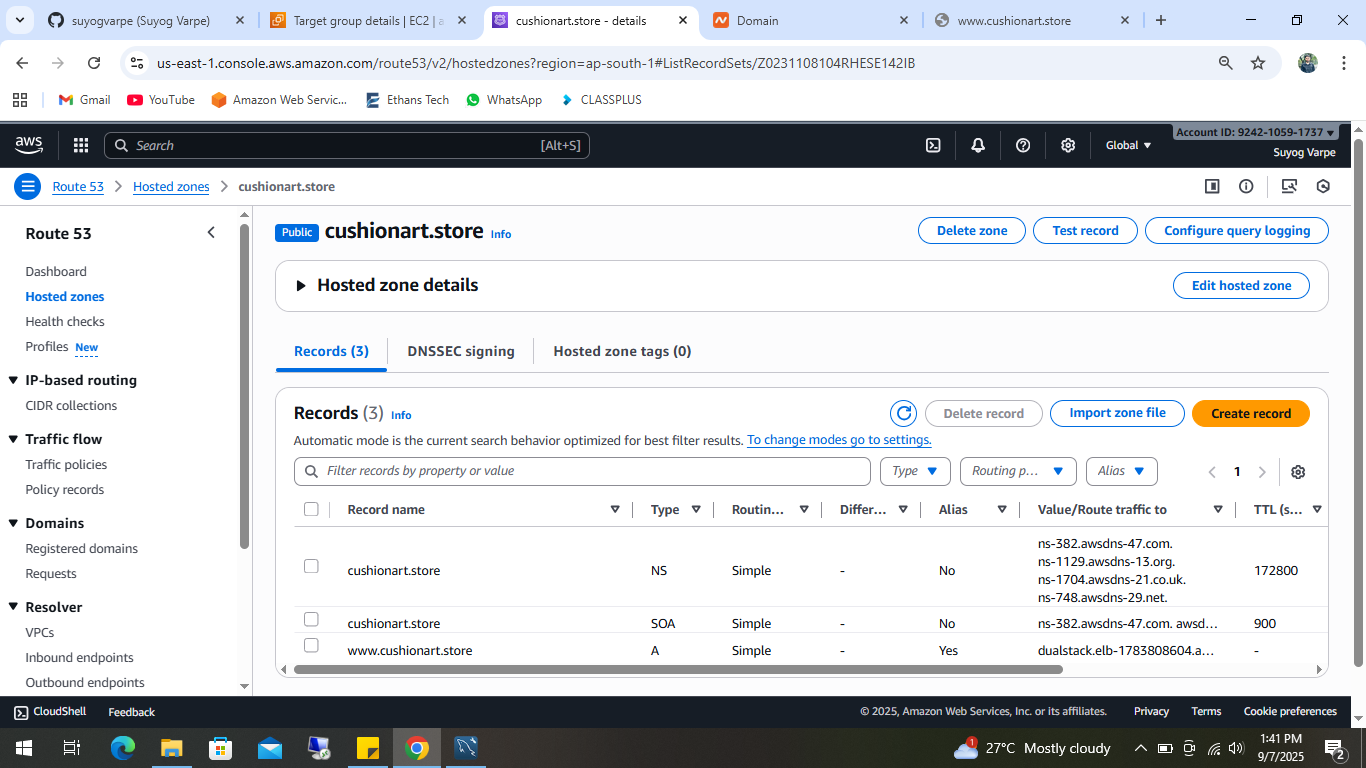 suyogvarpe (Suyog Varpe)
Target group details | EC2 | a
cushionart.store - details
Domain
www.cushionart.store
us-east-1.console.aws.amazon.com/route53/v2/hostedzones?region=ap-south-1#ListRecordSets/Z0231108104RHESE142IB
Gmail
YouTube
Amazon Web Servic...
Ethans Tech
WhatsApp
CLASSPLUS
aws
Search
[Alt+S]
Global
Account ID: 9242-1059-1737
Suyog Varpe
Route 53
Hosted zones
cushionart.store
Route 53
Dashboard
Hosted zones
Health checks
Profiles New
IP-based routing
CIDR collections
Traffic flow
Traffic policies
Policy records
Domains
Registered domains
Requests
Resolver
VPCs
Inbound endpoints
Outbound endpoints
Public cushionart.store Info
Delete zone
Test record
Configure query logging
Hosted zone details
Edit hosted zone
Records (3)
DNSSEC signing
Hosted zone tags (0)
Records (3) Info
Delete record
Import zone file
Create record
Automatic mode is the current search behavior optimized for best filter results. To change modes go to settings.
Filter records by property or value
Type
Routing p...
Alias
1
Record name Type Routin... Differ... Alias Value/Route traffic to TTL (s...
cushionart.store NS Simple - No
ns-382.awsdns-47.com.
ns-1129.awsdns-13.org.
ns-1704.awsdns-21.co.uk.
ns-748.awsdns-29.net.
172800
cushionart.store SOA Simple - No ns-382.awsdns-47.com. awsd... 900
www.cushionart.store A Simple - Yes dualstack.elb-1783808604.a... -
CloudShell
Feedback
© 2025, Amazon Web Services, Inc. or its affiliates.
Privacy
Terms
Cookie preferences
1
27°C Mostly cloudy
1:41 PM
9/7/2025
2